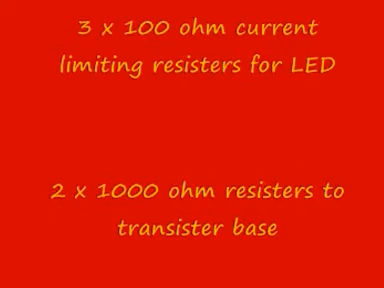 3 x 100 ohm current
limiting resisters for LED
2 x 1000 ohm resisters to
transister base